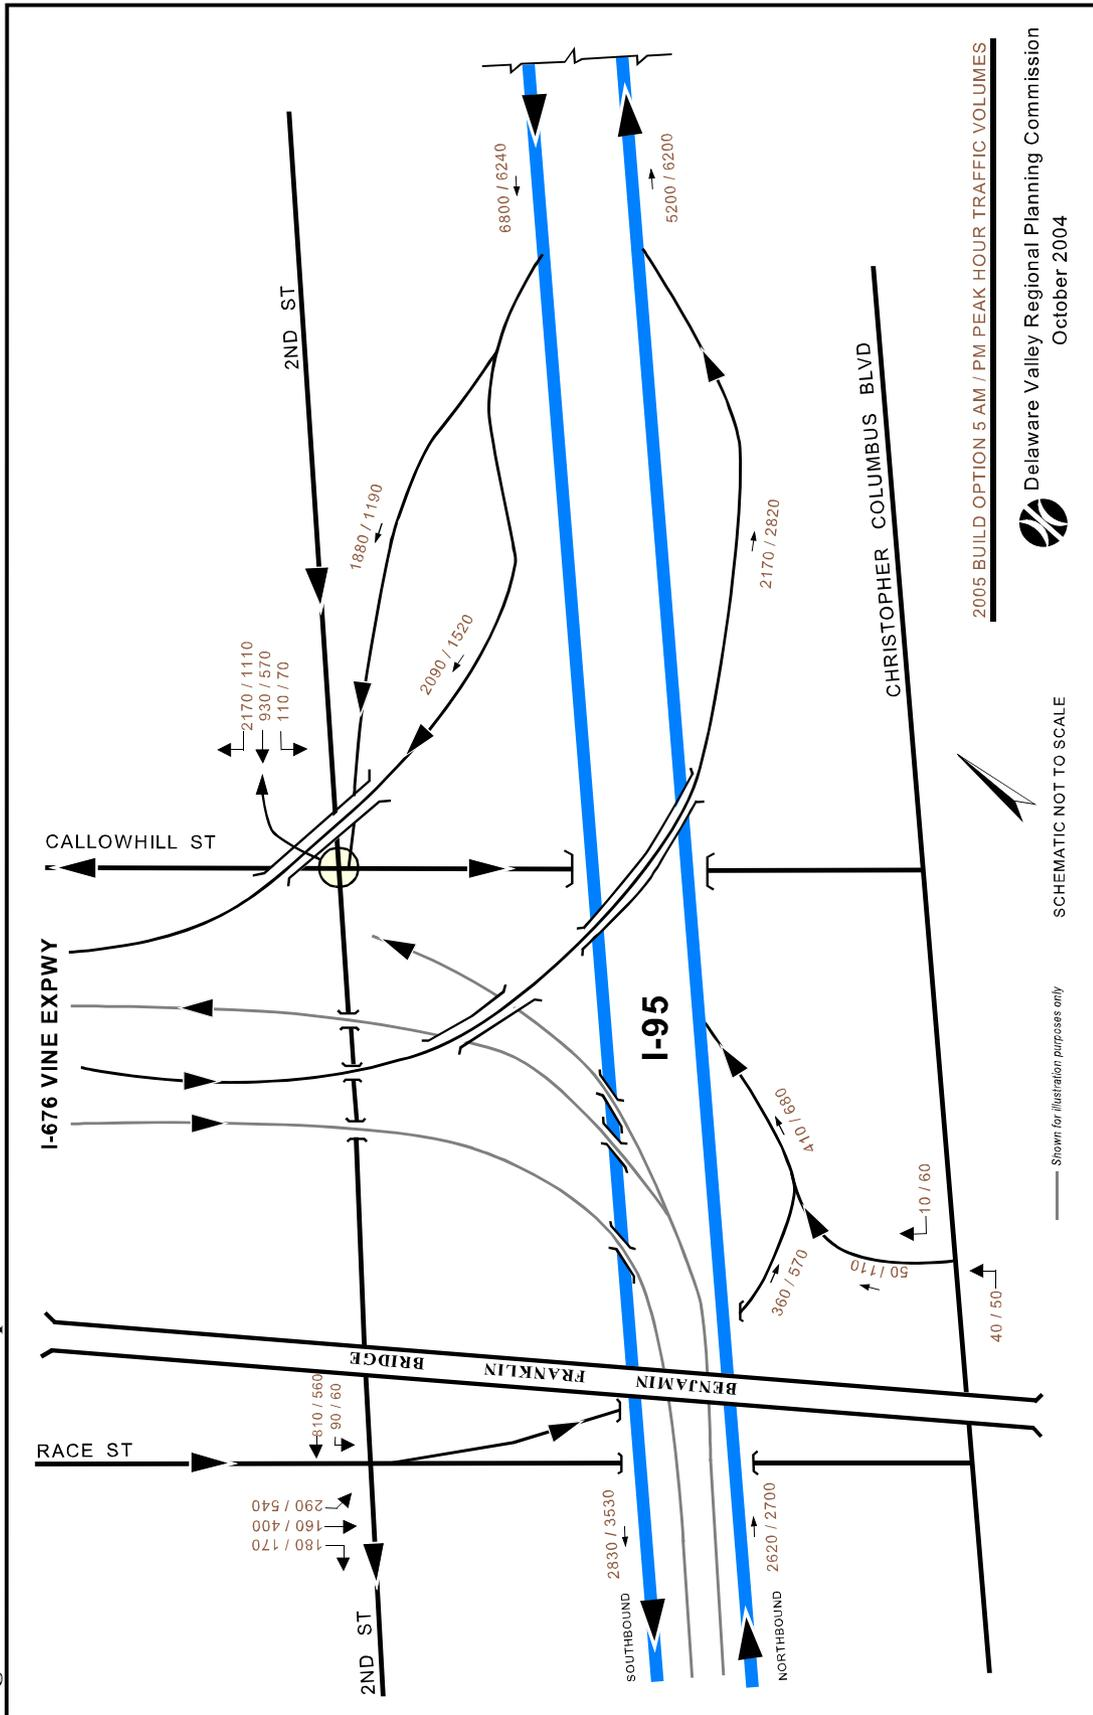 6800 / 6240
5200 / 6200
2ND ST
1880 / 1190
2090 / 1520
2170 / 2820
2170 / 1110
930 / 570
110 / 70
CALLOWHILL ST
I-676 VINE EXPWY
I-95
CHRISTOPHER COLUMBUS BLVD
410 / 680
360 / 570
50 / 110
10 / 60
40 / 50
BENJAMIN FRANKLIN BRIDGE
RACE ST
810 / 560
90 / 60
290 / 540
160 / 400
180 / 170
2ND ST
2830 / 3530
2620 / 2700
SOUTHBOUND
NORTHBOUND
2005 BUILD OPTION 5 AM / PM PEAK HOUR TRAFFIC VOLUMES
Delaware Valley Regional Planning Commission
October 2004
SCHEMATIC NOT TO SCALE
Shown for illustration purposes only